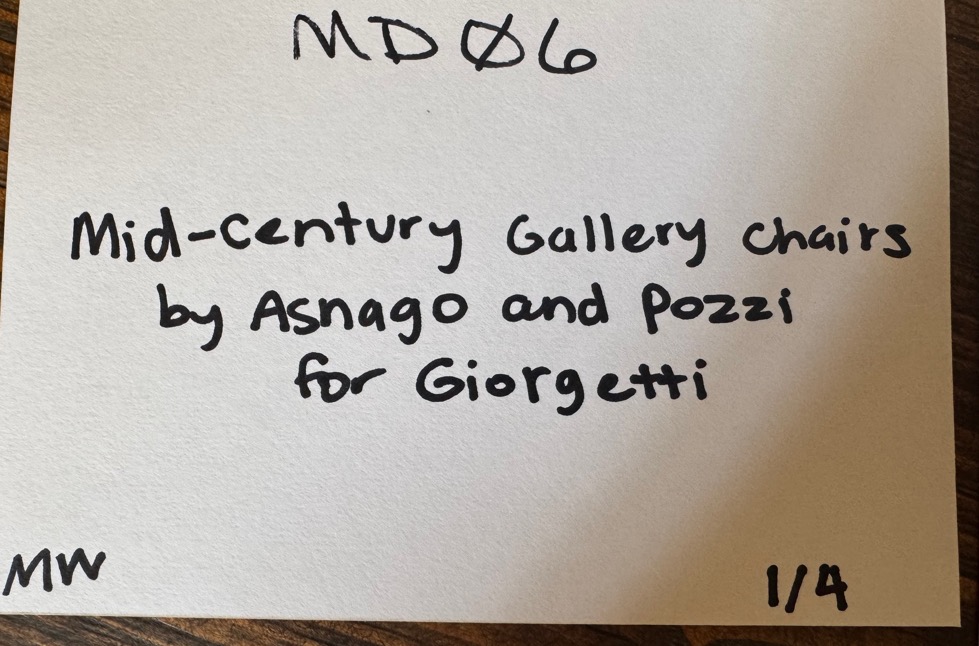 MDØ6
Mid-Century Gallery Chairs
by Asnago and Pozzi
for Giorgetti
MW
1/4